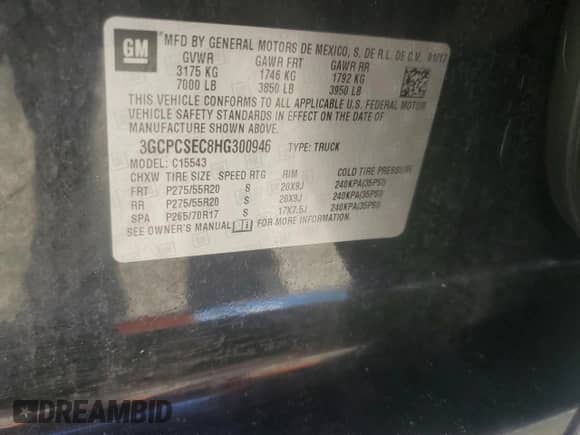 GM
MFD BY GENERAL MOTORS DE MEXICO, S. DE R.L. DE C.V. 01/17
GVWR GAWR FRT GAWR RR
3175 KG 1746 KG 1792 KG
7000 LB 3850 LB 3950 LB
THIS VEHICLE CONFORMS TO ALL APPLICABLE U.S. FEDERAL MOTOR
VEHICLE SAFETY STANDARDS IN EFFECT ON THE DATE OF
MANUFACTURE SHOWN ABOVE.
3GCPCSEC8HG300946 TYPE: TRUCK
MODEL: C15543
CHXW TIRE SIZE SPEED RTG RIM COLD TIRE PRESSURE
FRT P275/55R20 S 20X9J 240KPA(35PSI)
RR P275/55R20 S 20X9J 240KPA(35PSI)
SPA P265/70R17 S 17X7.5J 240KPA(35PSI)
SEE OWNER'S MANUAL FOR MORE INFORMATION.
DREAMBID